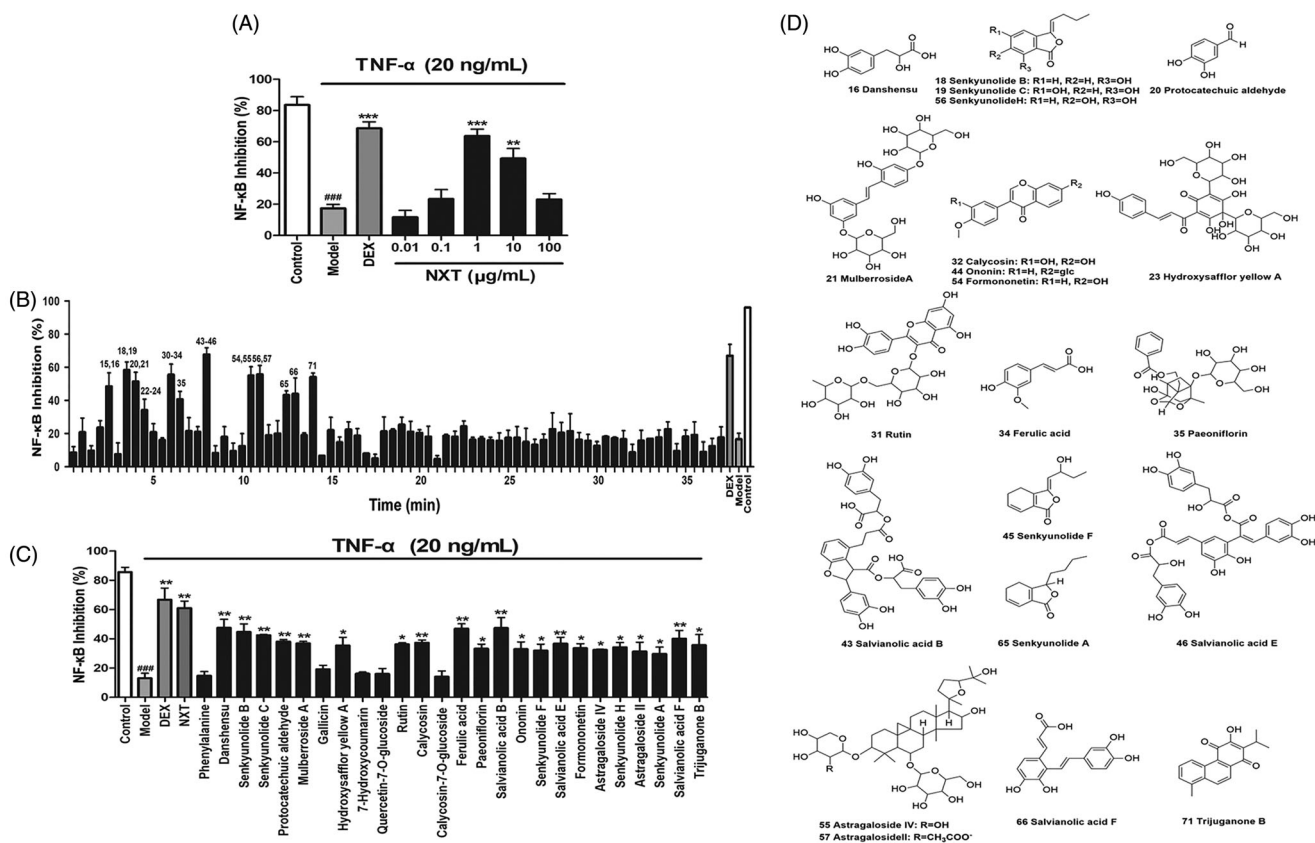 (A)
TNF-α (20 ng/mL)
NF-κB Inhibition (%)
100
80
60
40
20
0
###
***
***
**
Control
Model
DEX
0.01
0.1
1
10
100
NXT (μg/mL)
(B)
NF-κB Inhibition (%)
100
80
60
40
20
0
15,16
18,19
20,21
22-24
30-34
35
43-46
54,55
56,57
65
66
71
5
10
15
20
25
30
35
DEX
Model
Control
Time (min)
(C)
TNF-α (20 ng/mL)
NF-κB Inhibition (%)
100
80
60
40
20
0
###
**
**
**
**
**
**
**
*
*
**
**
*
**
*
*
**
*
*
*
*
*
**
*
Control
Model
DEX
NXT
Phenylalanine
Danshensu
Senkyunolide B
Senkyunolide C
Protocatechuic aldehyde
Mulberroside A
Gallicin
Hydroxysafflor yellow A
7-Hydroxycoumarin
Quercetin-7-O-glucoside
Rutin
Calycosin
Calycosin-7-O-glucoside
Ferulic acid
Paeoniflorin
Salvianolic acid B
Ononin
Senkyunolide F
Salvianolic acid E
Formononetin
Astragaloside IV
Senkyunolide H
Astragaloside II
Senkyunolide A
Salvianolic acid F
Trijuganone B
(D)
16 Danshensu
18 Senkyunolide B: R1=H, R2=H, R3=OH
19 Senkyunolide C: R1=OH, R2=H, R3=OH
56 SenkyunolideH: R1=H, R2=OH, R3=OH
20 Protocatechuic aldehyde
21 MulberrosideA
32 Calycosin: R1=OH, R2=OH
44 Ononin: R1=H, R2=glc
54 Formononetin: R1=H, R2=OH
23 Hydroxysafflor yellow A
31 Rutin
34 Ferulic acid
35 Paeoniflorin
43 Salvianolic acid B
45 Senkyunolide F
65 Senkyunolide A
46 Salvianolic acid E
55 Astragaloside IV: R=OH
57 AstragalosideII: R=CH₃COO⁻
66 Salvianolic acid F
71 Trijuganone B